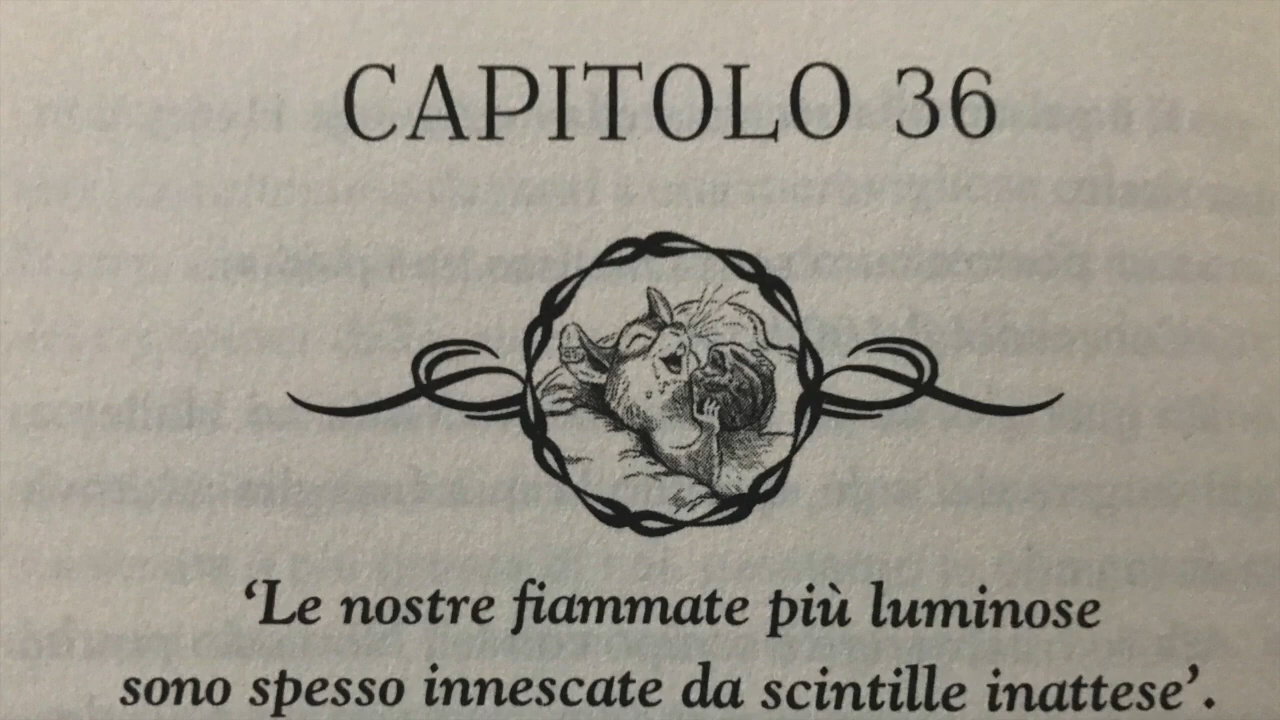 CAPITOLO 36
‘Le nostre fiammate più luminose
sono spesso innescate da scintille inattese’.